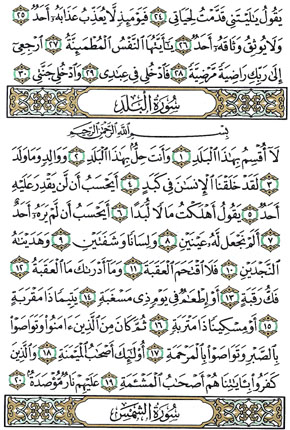 يَقُولُ يَٰلَيْتَنِي قَدَّمْتُ لِحَيَاتِي ٢٤ فَيَوْمَئِذٍ لَّا يُعَذِّبُ عَذَابَهُۥٓ أَحَدٌ ٢٥
وَلَا يُوثِقُ وَثَاقَهُۥٓ أَحَدٌ ٢٦ يَٰٓأَيَّتُهَا ٱلنَّفْسُ ٱلْمُطْمَئِنَّةُ ٢٧ ٱرْجِعِىٓ
إِلَىٰ رَبِّكِ رَاضِيَةً مَّرْضِيَّةً ٢٨ فَٱدْخُلِى فِى عِبَٰدِى ٢٩ وَٱدْخُلِى جَنَّتِى ٣٠
سُورَةُ الْبَلَدِ
بِسْمِ ٱللَّهِ ٱلرَّحْمَٰنِ ٱلرَّحِيمِ
لَآ أُقْسِمُ بِهَٰذَا ٱلْبَلَدِ ١ وَأَنتَ حِلٌّۢ بِهَٰذَا ٱلْبَلَدِ ٢ وَوَالِدٍ وَمَا وَلَدَ
٣ لَقَدْ خَلَقْنَا ٱلْإِنسَٰنَ فِى كَبَدٍ ٤ أَيَحْسَبُ أَن لَّن يَقْدِرَ عَلَيْهِ
أَحَدٌ ٥ يَقُولُ أَهْلَكْتُ مَالًا لُّبَدًا ٦ أَيَحْسَبُ أَن لَّمْ يَرَهُۥٓ أَحَدٌ
٧ أَلَمْ نَجْعَل لَّهُۥ عَيْنَيْنِ ٨ وَلِسَانًا وَشَفَتَيْنِ ٩ وَهَدَيْنَٰهُ
ٱلنَّجْدَيْنِ ١٠ فَلَا ٱقْتَحَمَ ٱلْعَقَبَةَ ١١ وَمَآ أَدْرَىٰكَ مَا ٱلْعَقَبَةُ ١٢
فَكُّ رَقَبَةٍ ١٣ أَوْ إِطْعَٰمٌ فِى يَوْمٍ ذِى مَسْغَبَةٍ ١٤ يَتِيمًا ذَا مَقْرَبَةٍ
١٥ أَوْ مِسْكِينًا ذَا مَتْرَبَةٍ ١٦ ثُمَّ كَانَ مِنَ ٱلَّذِينَ ءَامَنُوا۟ وَتَوَاصَوْا۟
بِٱلصَّبْرِ وَتَوَاصَوْا۟ بِٱلْمَرْحَمَةِ ١٧ أُو۟لَٰٓئِكَ أَصْحَٰبُ ٱلْمَيْمَنَةِ ١٨ وَٱلَّذِينَ
كَفَرُوا۟ بِـَٔايَٰتِنَا هُمْ أَصْحَٰبُ ٱلْمَشْـَٔمَةِ ١٩ عَلَيْهِمْ نَارٌ مُّؤْصَدَةٌۢ ٢٠
سُورَةُ الشَّمْسِ